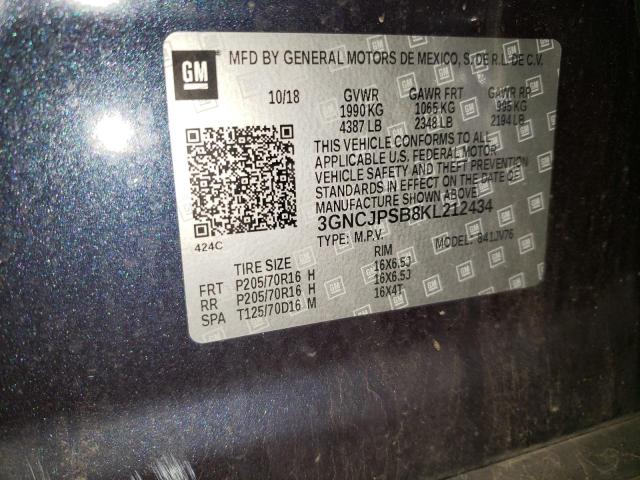 GM
MFD BY GENERAL MOTORS DE MEXICO, S. DE R.L. DE C.V.
10/18 GVWR GAWR FRT GAWR RR
1990 KG 1065 KG 995 KG
4387 LB 2348 LB 2194 LB
THIS VEHICLE CONFORMS TO ALL
APPLICABLE U.S. FEDERAL MOTOR
VEHICLE SAFETY AND THEFT PREVENTION
STANDARDS IN EFFECT ON THE DATE OF
MANUFACTURE SHOWN ABOVE.
3GNCJPSB8KL212434
424C
TYPE: M.P.V. MODEL: 841JV76
TIRE SIZE RIM
FRT P205/70R16 H 16X6.5J
RR P205/70R16 H 16X6.5J
SPA T125/70D16 M 16X4T